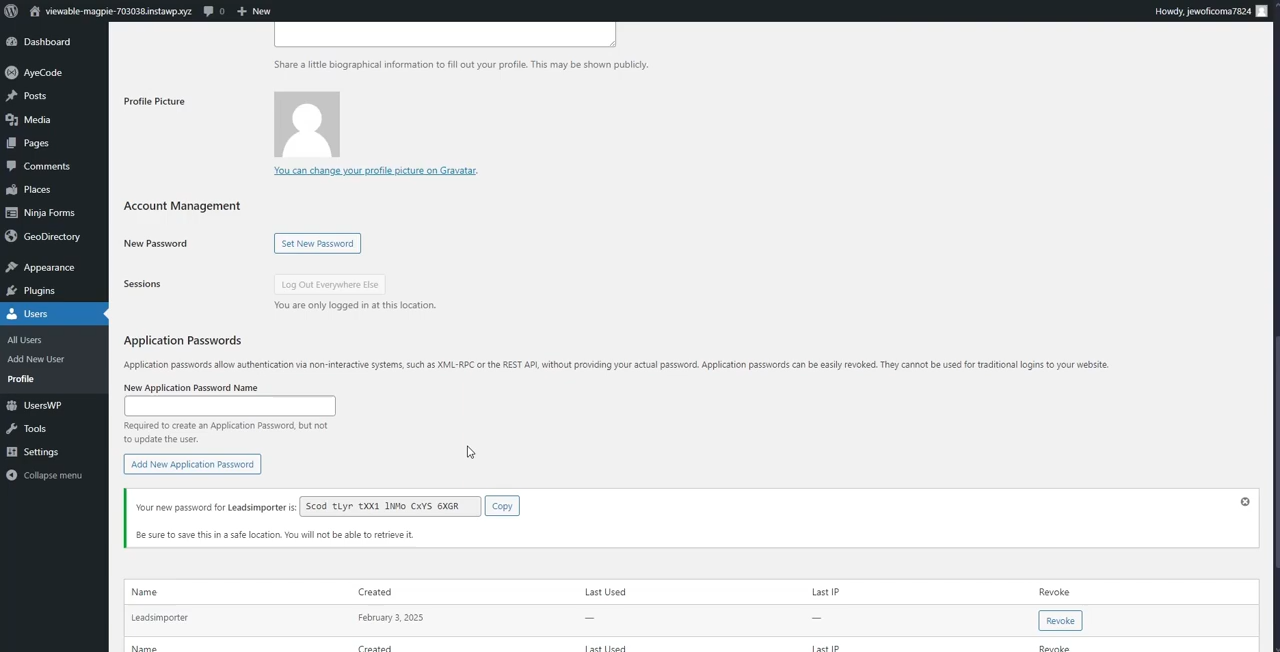 viewable-magpie-703038.instawp.xyz
0
New
Howdy, jewoficoma7824
Dashboard
AyeCode
Posts
Media
Pages
Comments
Places
Ninja Forms
GeoDirectory
Appearance
Plugins
Users
All Users
Add New User
Profile
UsersWP
Tools
Settings
Collapse menu
Share a little biographical information to fill out your profile. This may be shown publicly.
Profile Picture
You can change your profile picture on Gravatar.
Account Management
New Password
Set New Password
Sessions
Log Out Everywhere Else
You are only logged in at this location.
Application Passwords
Application passwords allow authentication via non-interactive systems, such as XML-RPC or the REST API, without providing your actual password. Application passwords can be easily revoked. They cannot be used for traditional logins to your website.
New Application Password Name
Required to create an Application Password, but not
to update the user.
Add New Application Password
Your new password for Leadsimporter is: Scod tLyr tXX1 lNMo CxYS 6XGR Copy
Be sure to save this in a safe location. You will not be able to retrieve it.
Name Created Last Used Last IP Revoke
Leadsimporter February 3, 2025 — — Revoke
Name Created Last Used Last IP Revoke